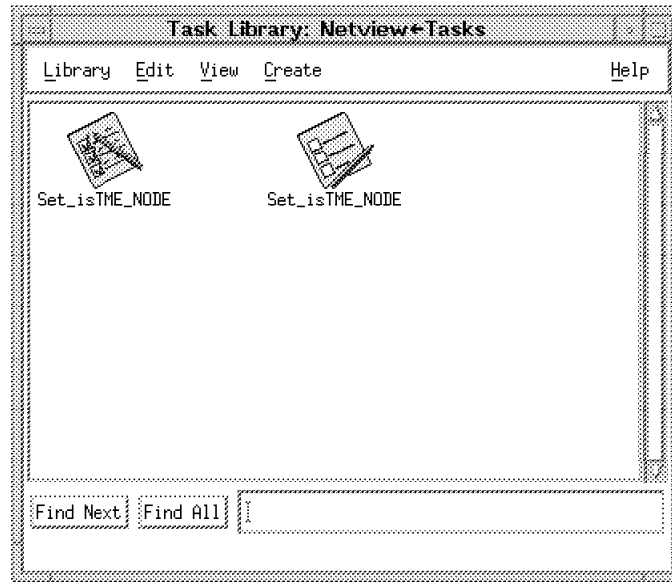 Task Library: Netview←Tasks
Library Edit View Create Help
Set_isTME_NODE Set_isTME_NODE
Find Next Find All